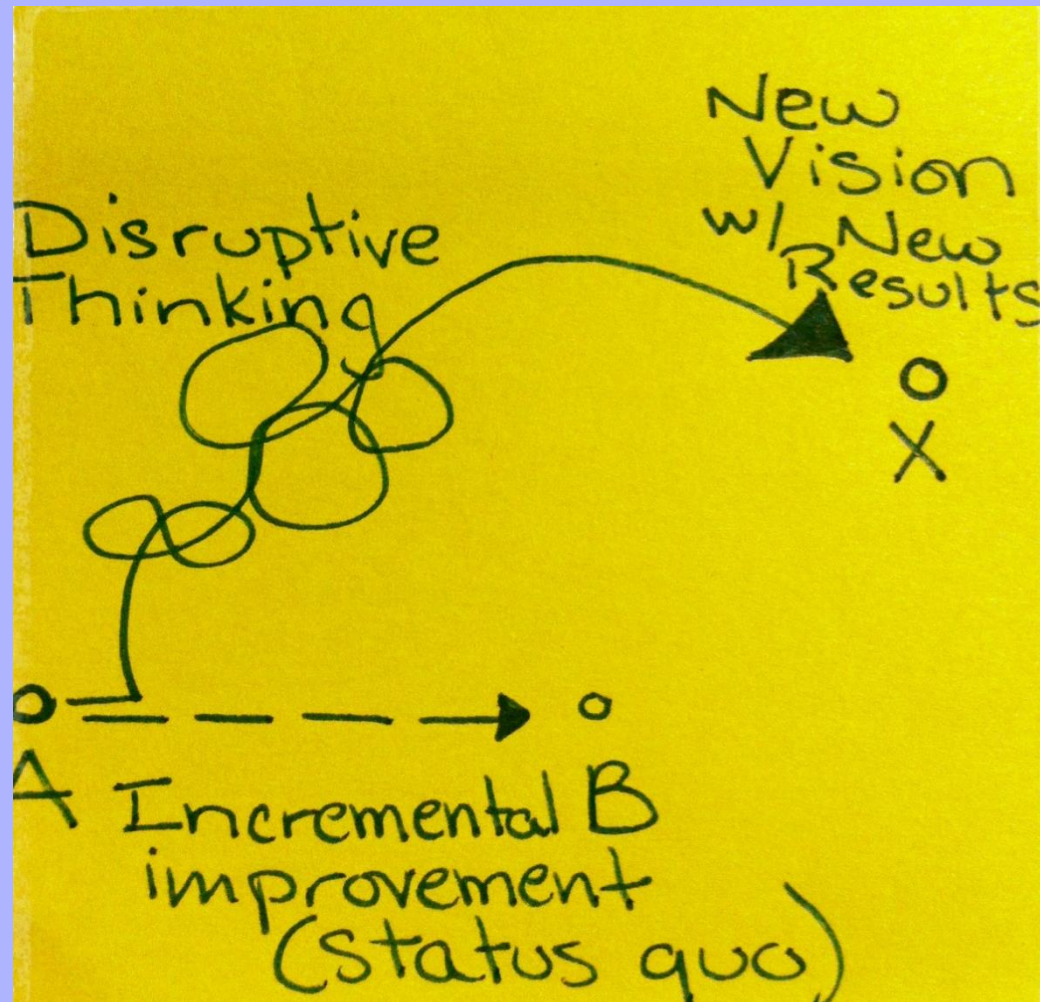 New
Vision
w/ New
Results
Disruptive
Thinking
O
X
A
B
Incremental
improvement
(status quo)